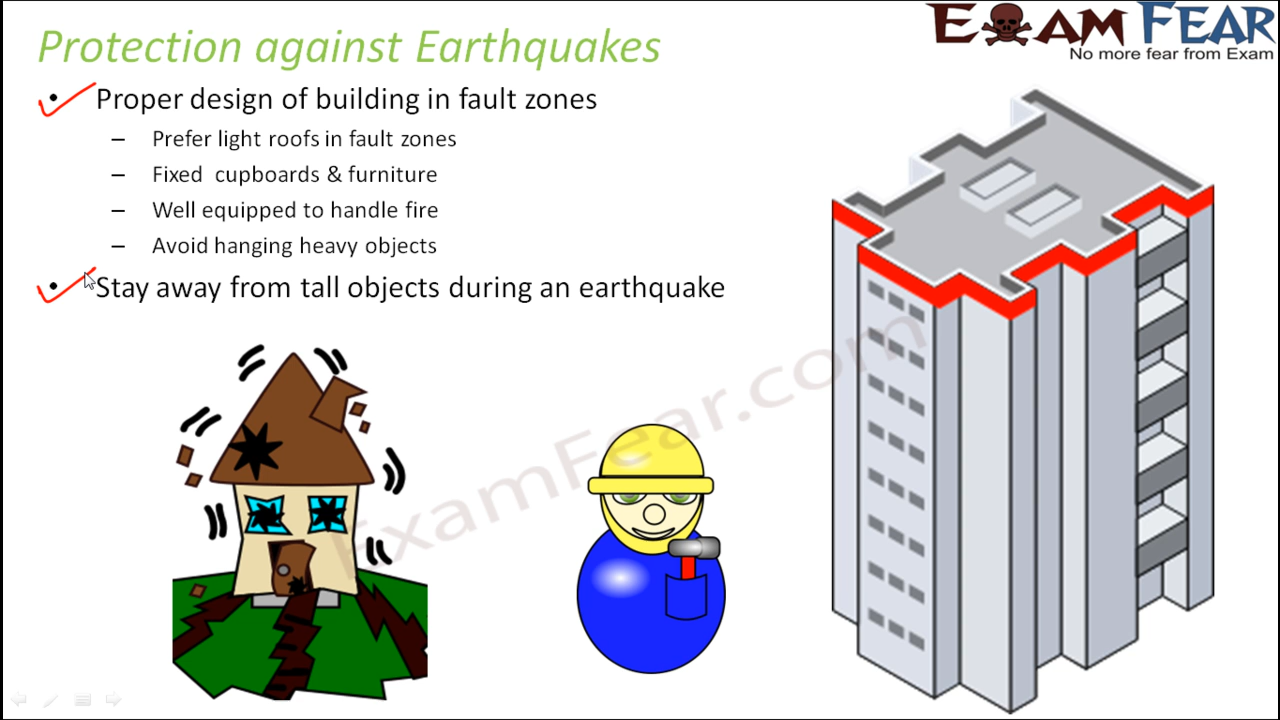 Protection against Earthquakes
EXAM FEAR
No more fear from Exam
• Proper design of building in fault zones
– Prefer light roofs in fault zones
– Fixed cupboards & furniture
– Well equipped to handle fire
– Avoid hanging heavy objects
• Stay away from tall objects during an earthquake
ExamFear.com